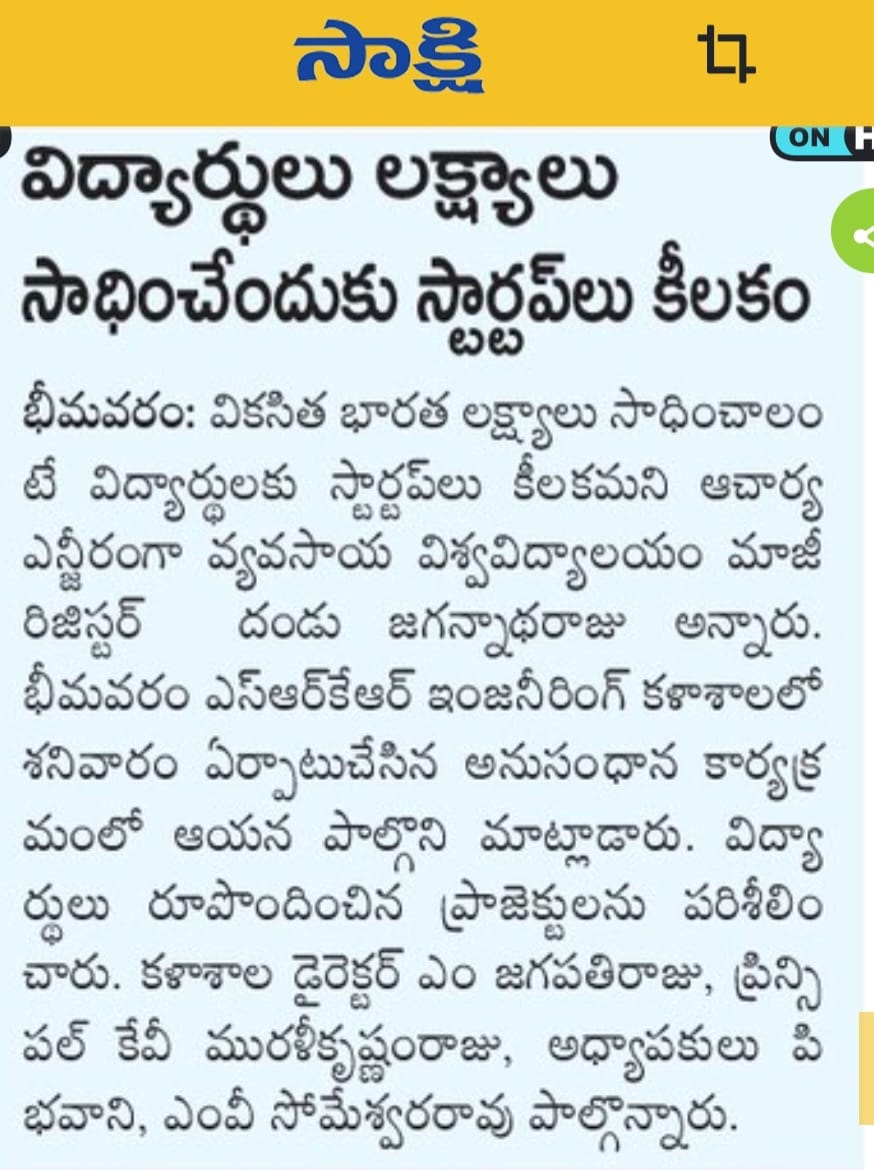 సాక్షి
ON
విద్యార్థులు లక్ష్యాలు
సాధించేందుకు స్టార్టప్‌లు కీలకం
భీమవరం: వికసిత భారత లక్ష్యాలు సాధించాలం
టే విద్యార్థులకు స్టార్టప్‌లు కీలకమని ఆచార్య
ఎన్జీరంగా వ్యవసాయ విశ్వవిద్యాలయం మాజీ
రిజిస్టర్ దండు జగన్నాథరాజు అన్నారు.
భీమవరం ఎస్ఆర్‌కేఆర్ ఇంజనీరింగ్ కళాశాలలో
శనివారం ఏర్పాటుచేసిన అనుసంధాన కార్యక్ర
మంలో ఆయన పాల్గొని మాట్లాడారు. విద్యా
ర్థులు రూపొందించిన ప్రాజెక్టులను పరిశీలిం
చారు. కళాశాల డైరెక్టర్ ఎం జగపతిరాజు, ప్రిన్సి
పల్ కేవీ మురళీకృష్ణంరాజు, అధ్యాపకులు పి
భవాని, ఎంవీ సోమేశ్వరరావు పాల్గొన్నారు.